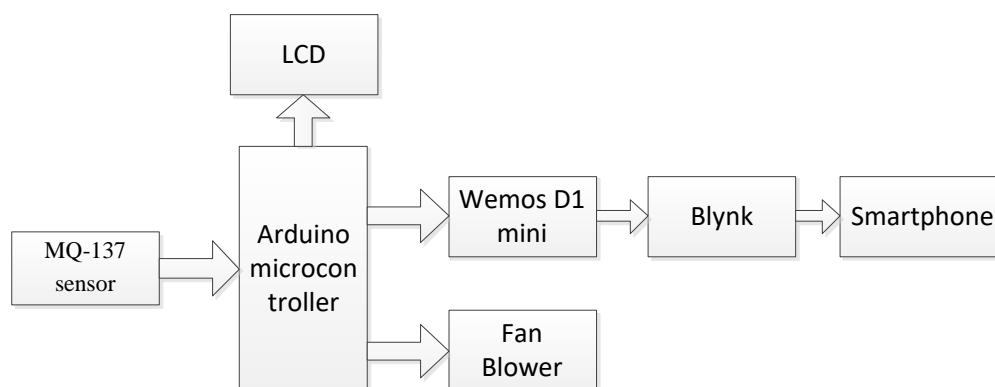 LCD
MQ-137
sensor
Arduino
microcon
troller
Wemos D1
mini
Blynk
Smartphone
Fan
Blower